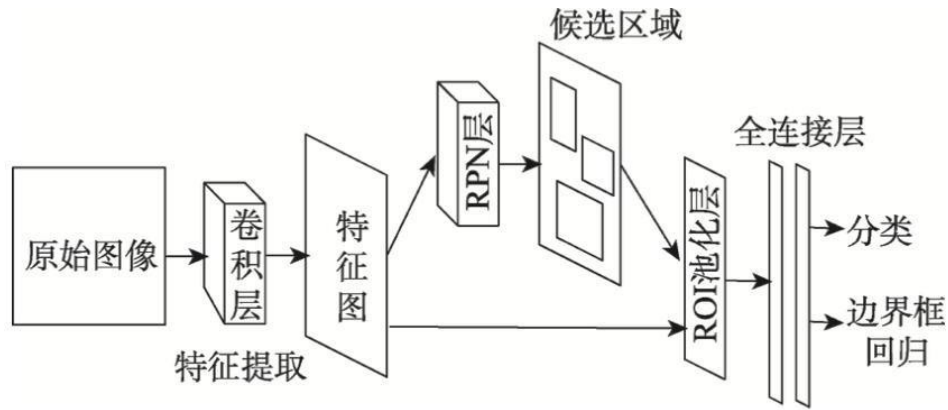 原始图像
卷积层
特征提取
特征图
RPN层
候选区域
ROI池化层
全连接层
分类
边界框
回归